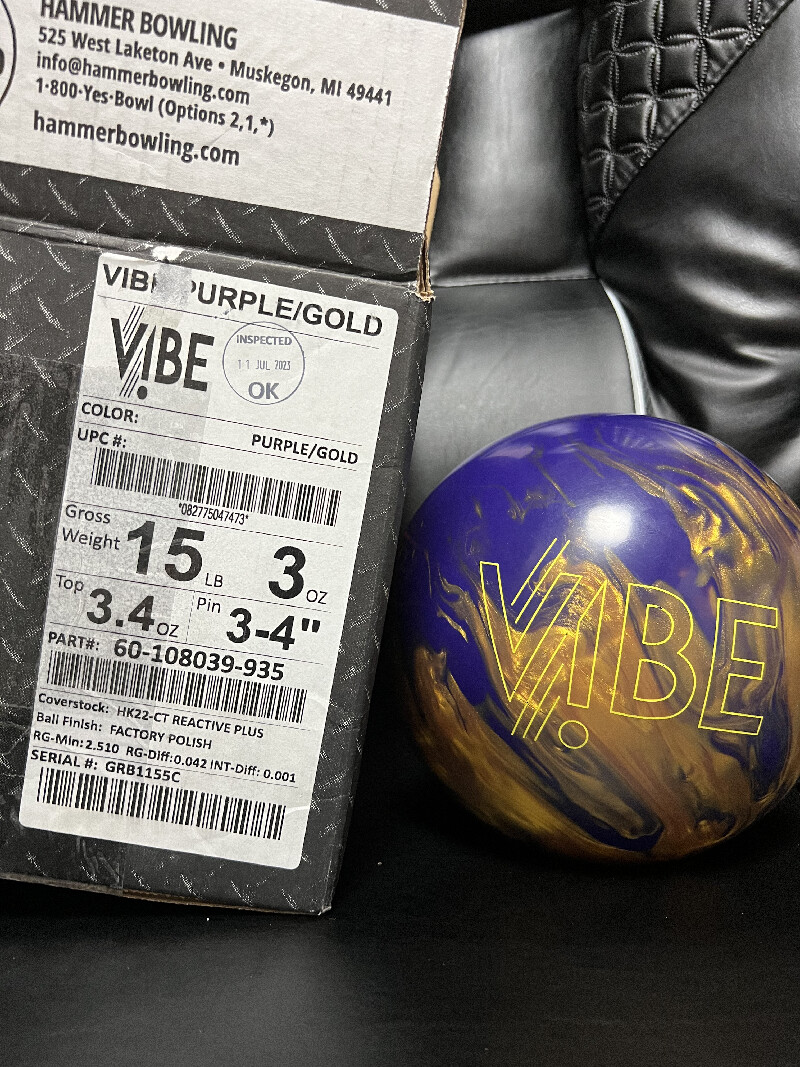 HAMMER BOWLING
525 West Laketon Ave • Muskegon, MI 49441
info@hammerbowling.com
1·800·Yes·Bowl (Options 2,1,*)
hammerbowling.com
PURPLE/GOLD
VIBE
INSPECTED
11 JUL 2023
OK
COLOR:
PURPLE/GOLD
UPC #:
*082775047473*
Gross Weight 15 LB 3 OZ
Top 3.4 OZ Pin 3-4"
PART#: 60-108039-935
Coverstock: HK22-CT REACTIVE PLUS
Ball Finish: FACTORY POLISH
RG-Min: 2.510 RG-Diff: 0.042 INT-Diff: 0.001
SERIAL #: GRB1155C
VIBE